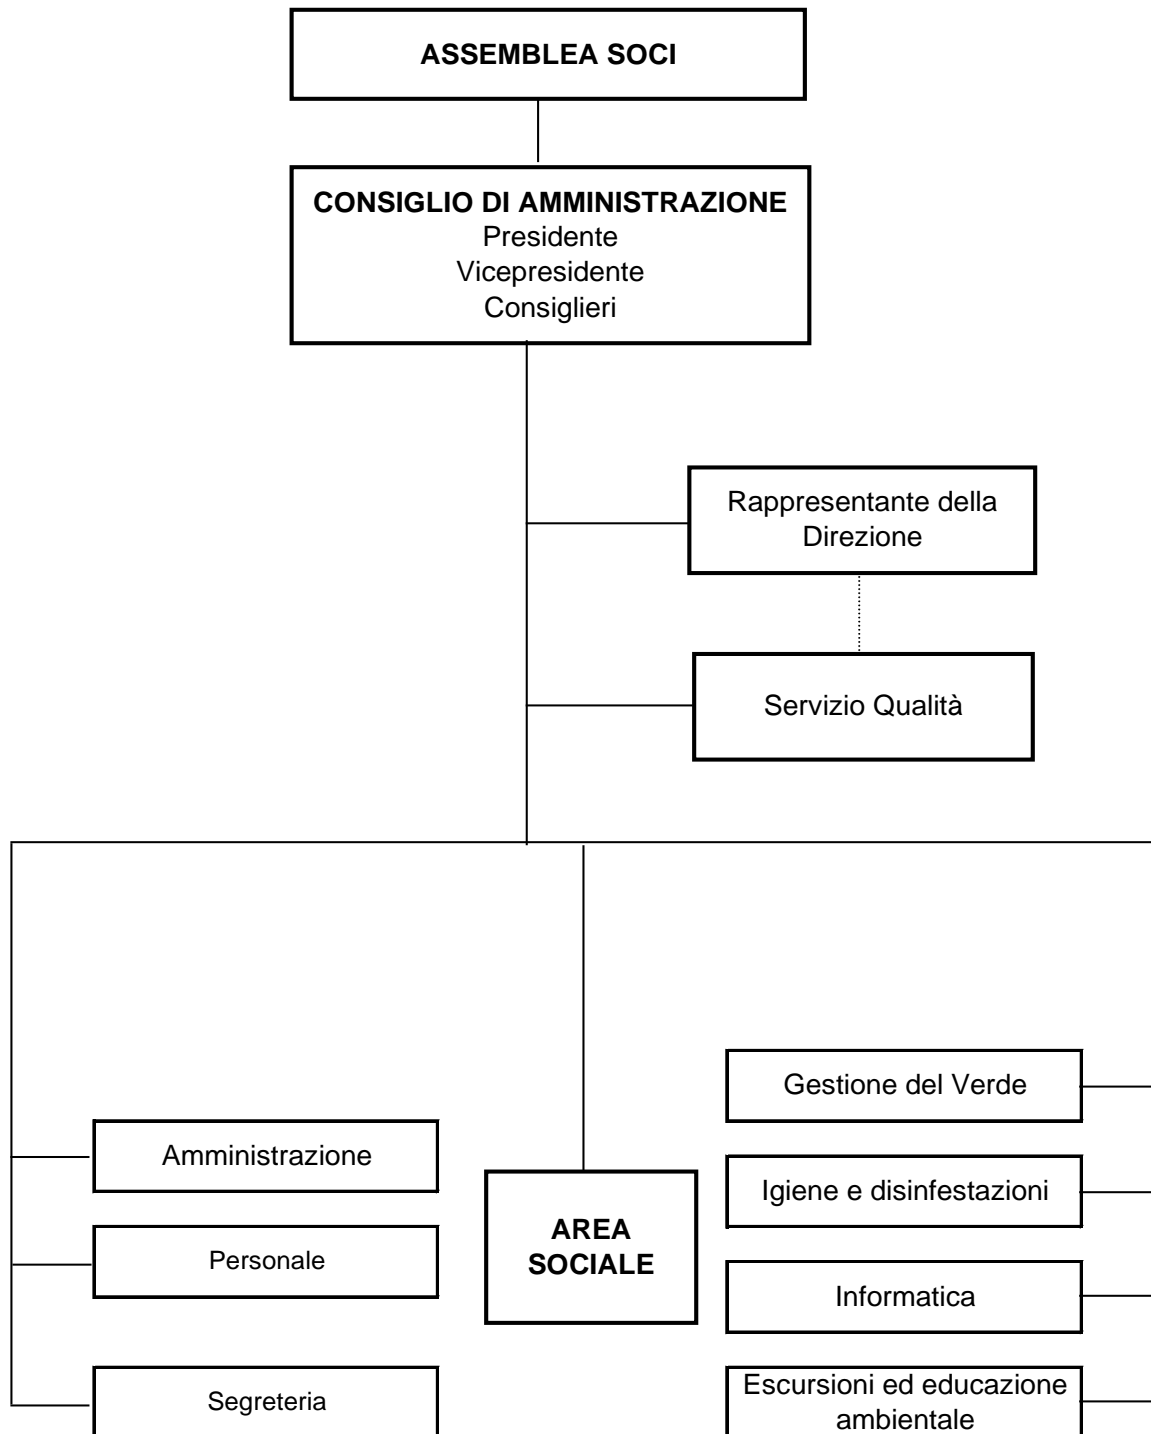 ASSEMBLEA SOCI
CONSIGLIO DI AMMINISTRAZIONE
Presidente
Vicepresidente
Consiglieri
Rappresentante della
Direzione
Servizio Qualità
Amministrazione
Personale
Segreteria
AREA
SOCIALE
Gestione del Verde
Igiene e disinfestazioni
Informatica
Escursioni ed educazione
ambientale